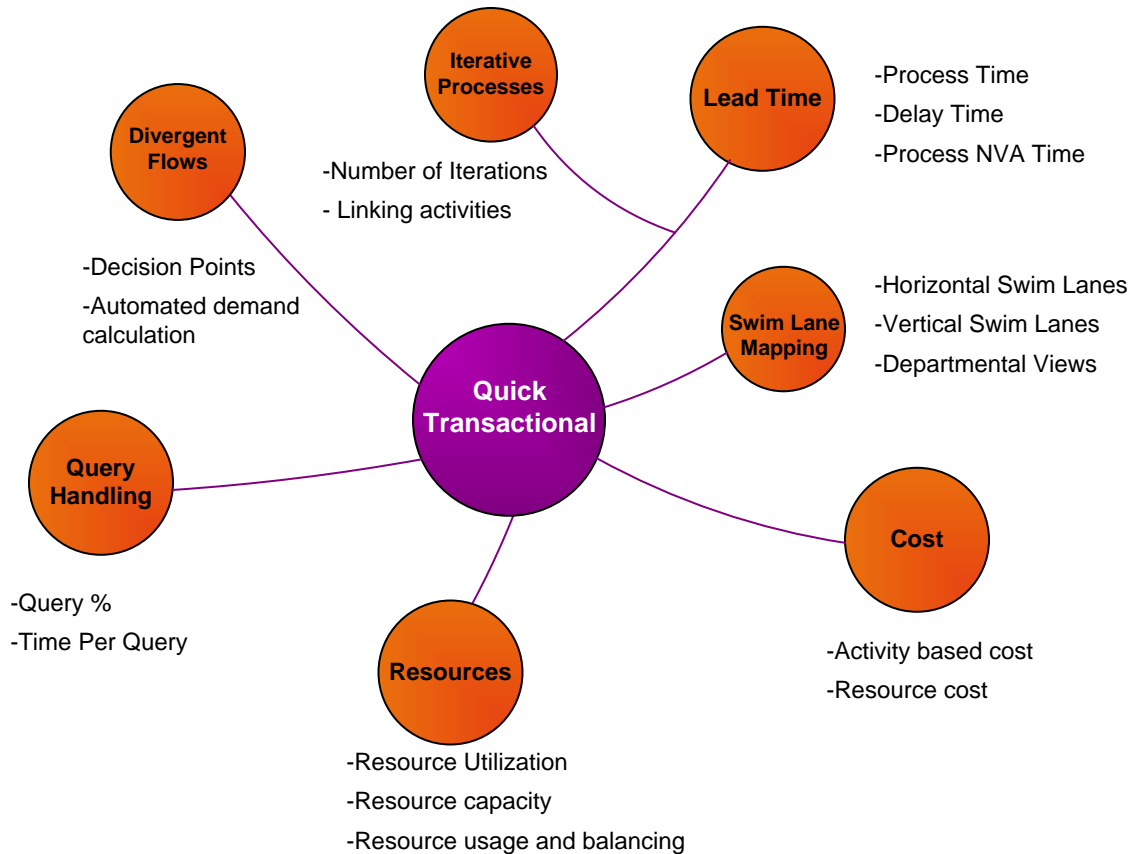 Iterative
Processes
-Number of Iterations
- Linking activities
Lead Time
-Process Time
-Delay Time
-Process NVA Time
Divergent
Flows
-Decision Points
-Automated demand
calculation
Swim Lane
Mapping
-Horizontal Swim Lanes
-Vertical Swim Lanes
-Departmental Views
Quick
Transactional
Query
Handling
-Query %
-Time Per Query
Cost
-Activity based cost
-Resource cost
Resources
-Resource Utilization
-Resource capacity
-Resource usage and balancing